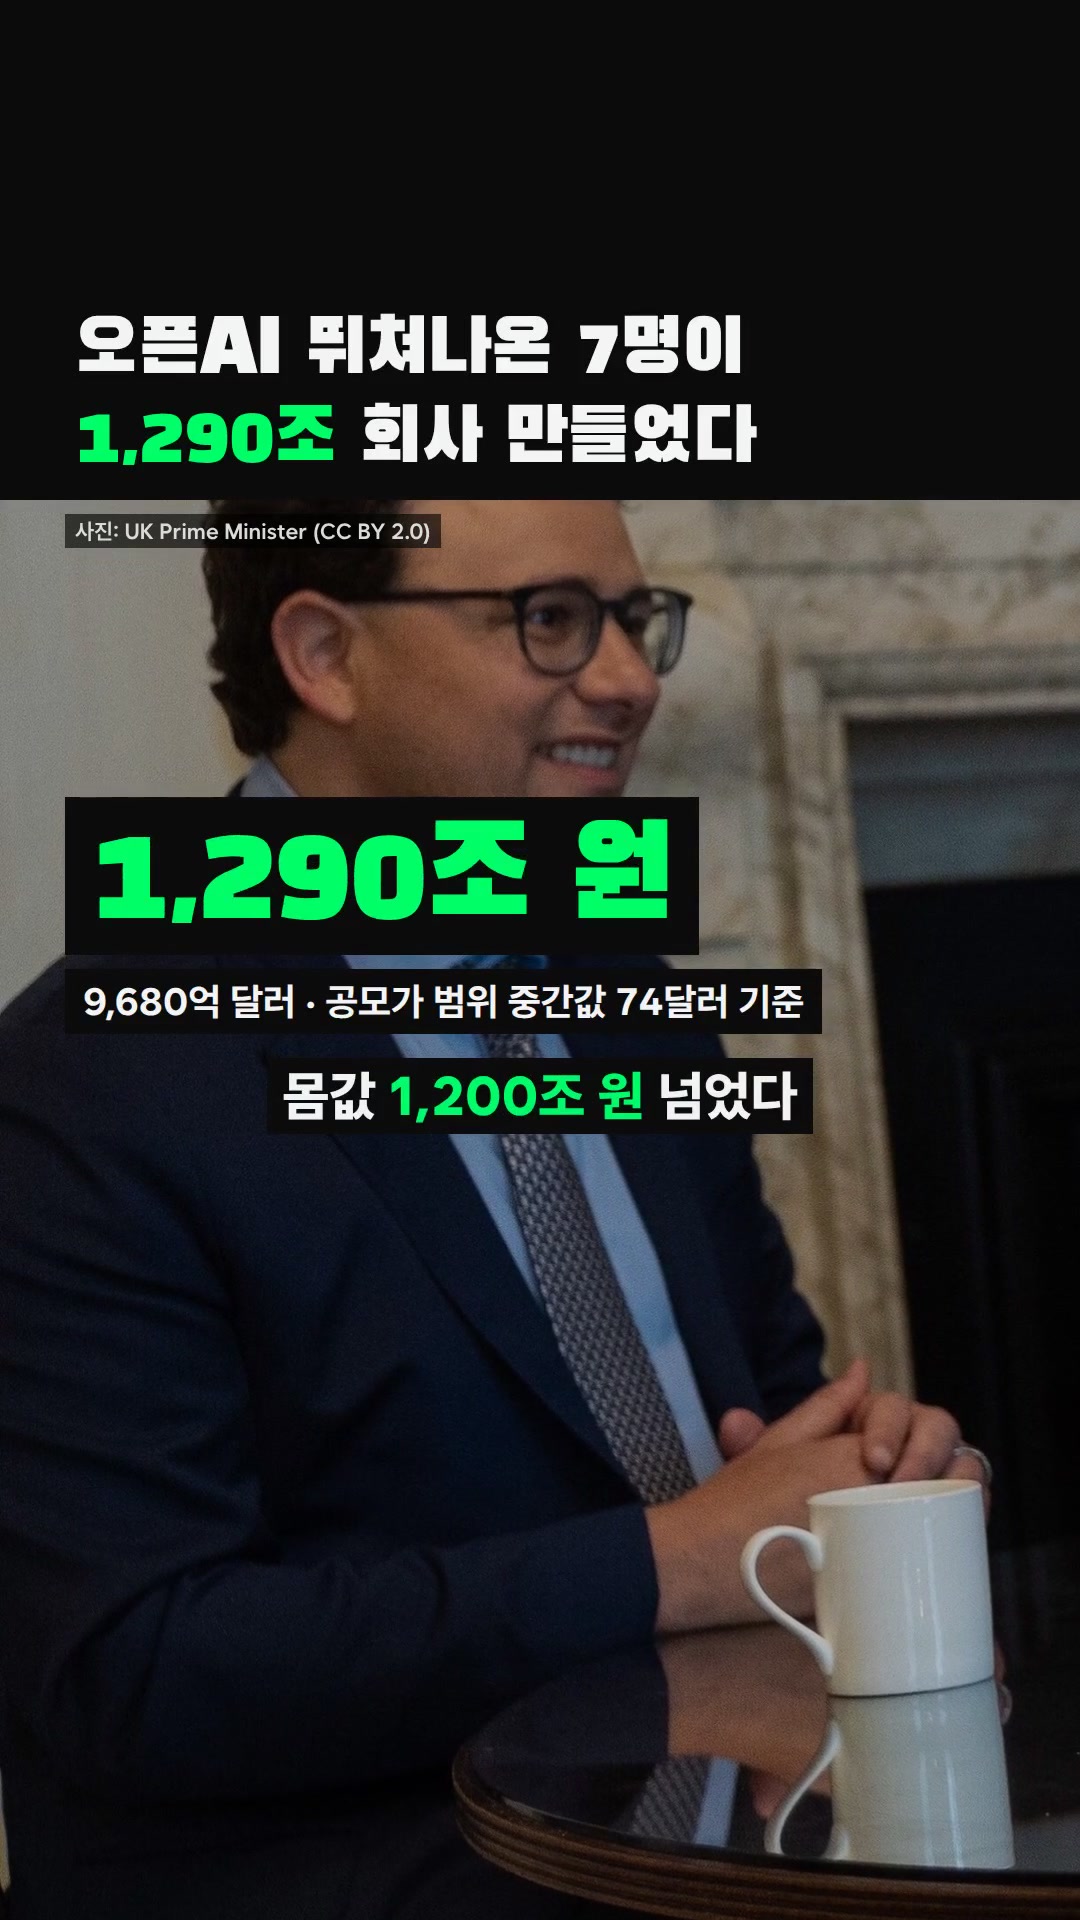 오픈AI 뛰쳐나온 7명이
1,290조 회사 만들었다
사진: UK Prime Minister (CC BY 2.0)
1,290조 원
9,680억 달러 · 공모가 범위 중간값 74달러 기준
몸값 1,200조 원 넘었다